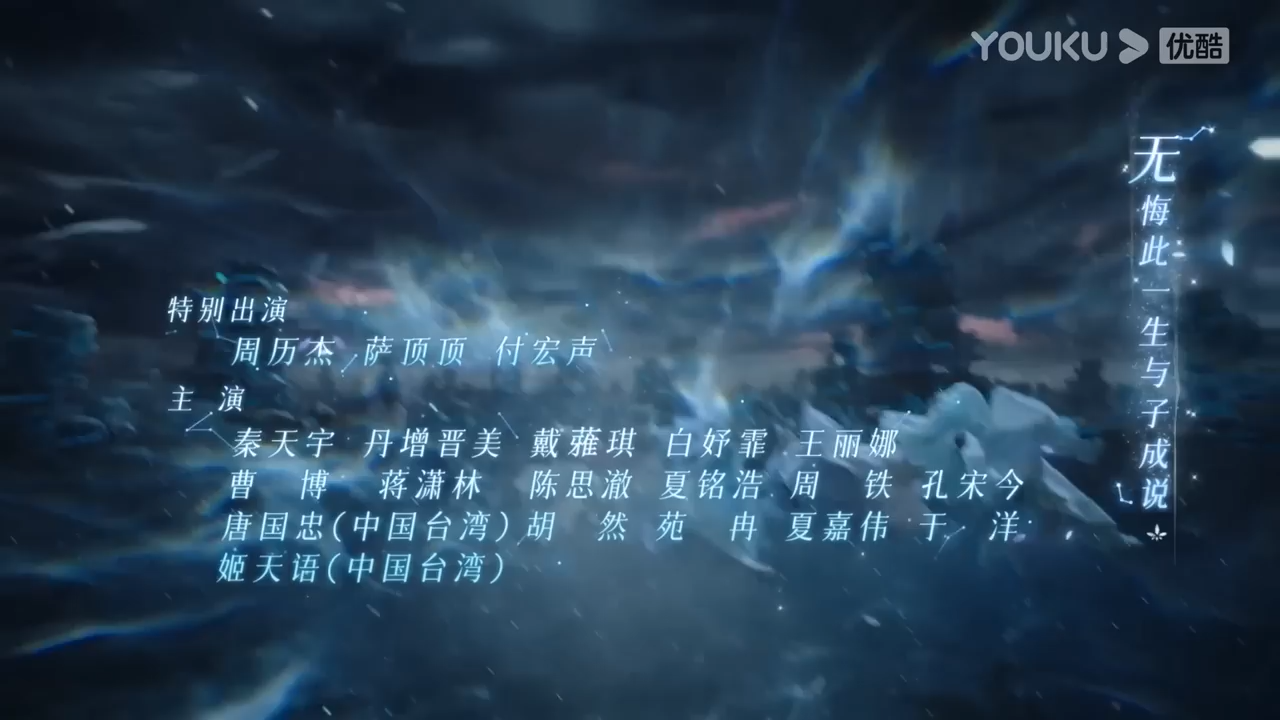 YOUKU 优酷
特别出演
周历杰 萨顶顶 付宏声
主 演
秦天宇 丹增晋美 戴蕥琪 白妤霏 王丽娜
曹 博 蒋潇林 陈思澈 夏铭浩 周 铁 孔宋今
唐国忠(中国台湾) 胡 然 苑 冉 夏嘉伟 于 洋
姬天语(中国台湾)
无悔此一生与子成说